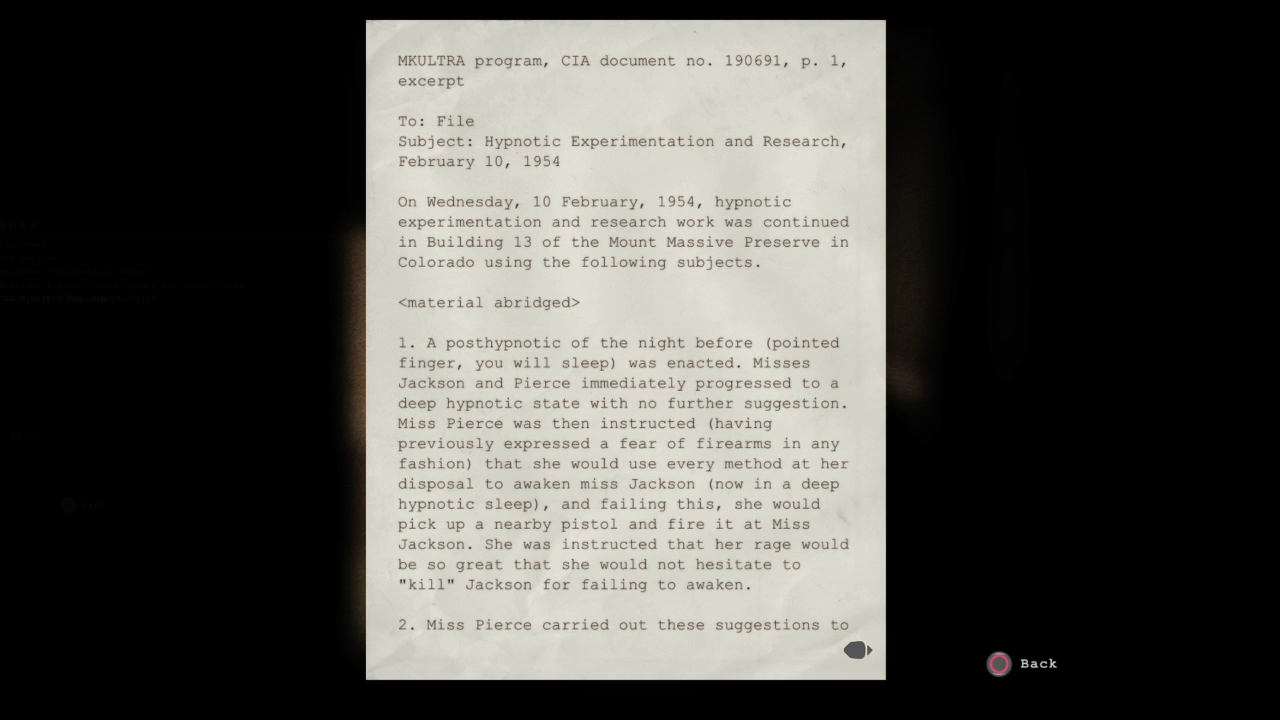 MKULTRA program, CIA document no. 190691, p. 1,
excerpt
To: File
Subject: Hypnotic Experimentation and Research,
February 10, 1954
On Wednesday, 10 February, 1954, hypnotic
experimentation and research work was continued
in Building 13 of the Mount Massive Preserve in
Colorado using the following subjects.
<material abridged>
1. A posthypnotic of the night before (pointed
finger, you will sleep) was enacted. Misses
Jackson and Pierce immediately progressed to a
deep hypnotic state with no further suggestion.
Miss Pierce was then instructed (having
previously expressed a fear of firearms in any
fashion) that she would use every method at her
disposal to awaken miss Jackson (now in a deep
hypnotic sleep), and failing this, she would
pick up a nearby pistol and fire it at Miss
Jackson. She was instructed that her rage would
be so great that she would not hesitate to
"kill" Jackson for failing to awaken.
2. Miss Pierce carried out these suggestions to
Back